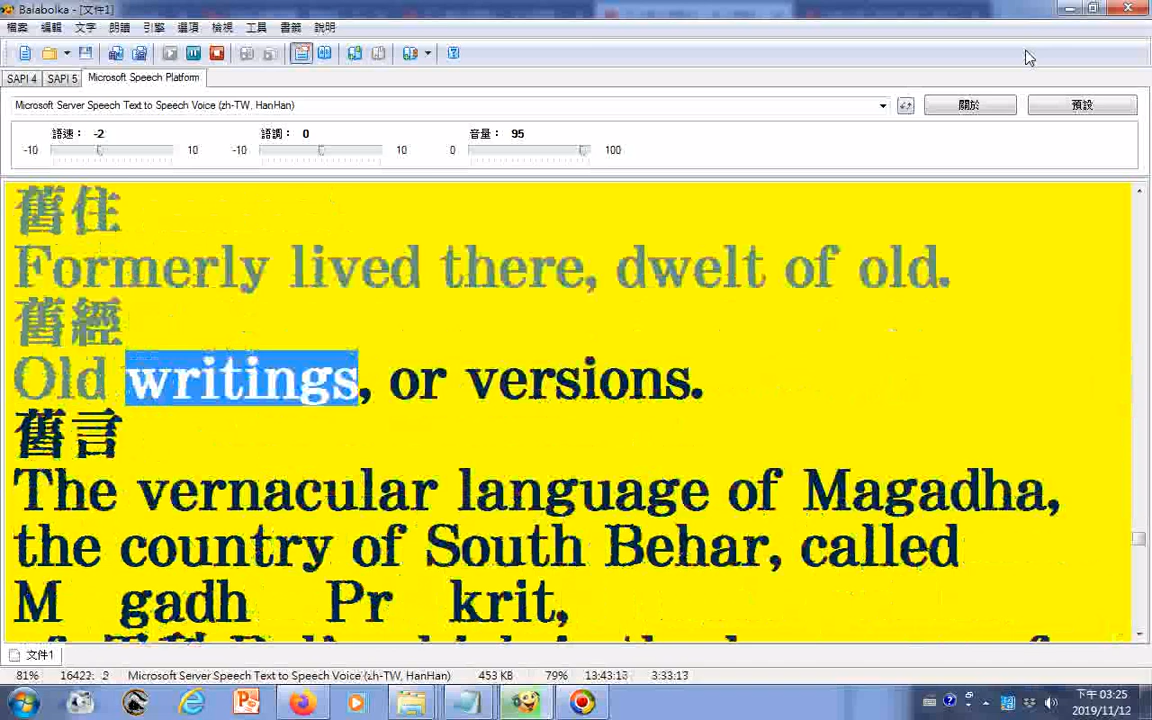 Balabolka - [文件1]
檔案 編輯 文字 朗讀 引擎 選項 檢視 工具 書籤 說明
SAPI 4 SAPI 5 Microsoft Speech Platform
Microsoft Server Speech Text to Speech Voice (zh-TW, HanHan) 關於 預設
語速： -2 語調： 0 音量： 95
-10 10 -10 10 0 100
舊住
Formerly lived there, dwelt of old.
舊經
Old writings, or versions.
舊言
The vernacular language of Magadha,
the country of South Behar, called
M gadh Pr krit,
文件1
81% 16422: 2 Microsoft Server Speech Text to Speech Voice (zh-TW, HanHan) 453 KB 79% 13:43:13 3:33:13
下午 03:25
2019/11/12